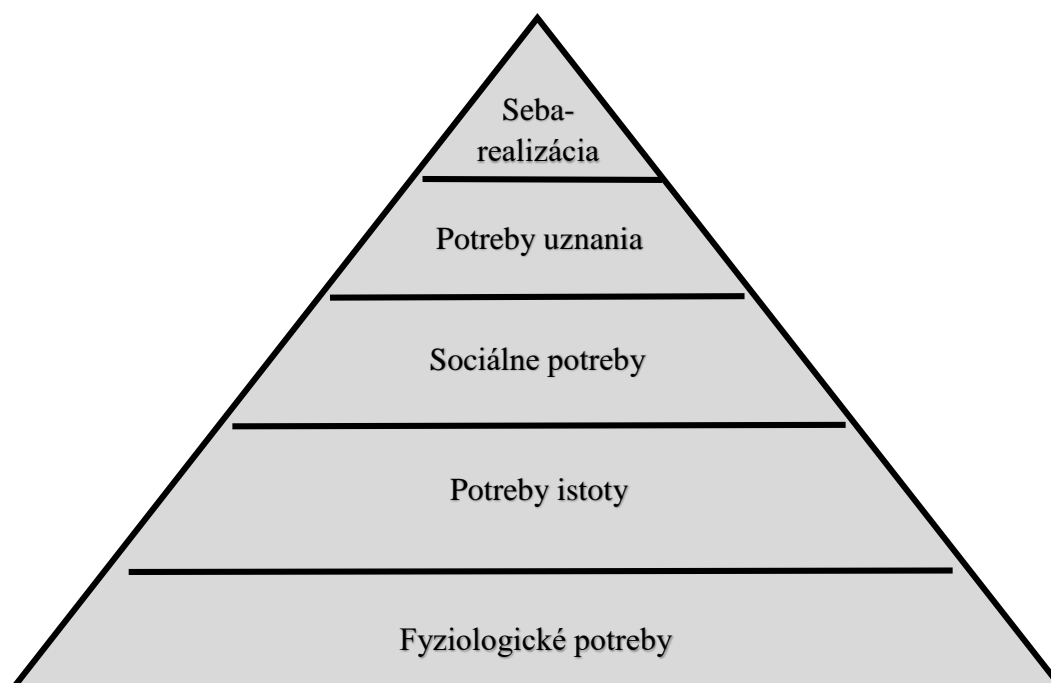 Seba-
realizácia
Potreby uznania
Sociálne potreby
Potreby istoty
Fyziologické potreby